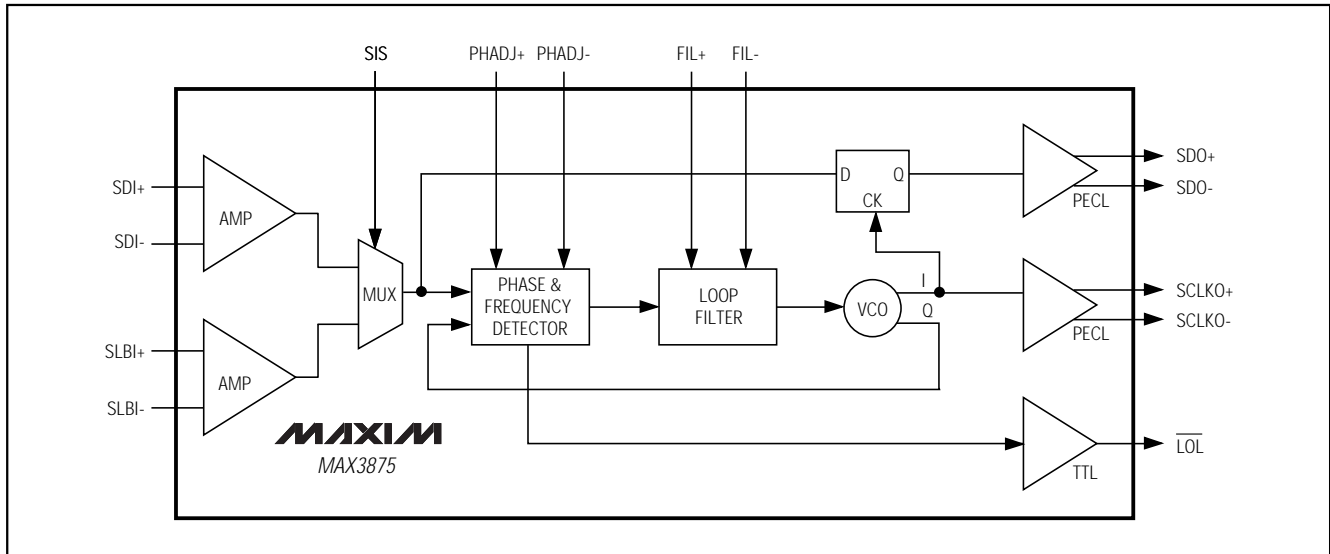 SIS
PHADJ+ PHADJ-
FIL+ FIL-
SDI+
SDI-
AMP
SLBI+
SLBI-
AMP
MUX
PHASE &
FREQUENCY
DETECTOR
LOOP
FILTER
VCO
I
Q
D Q
CK
PECL
SDO+
SDO-
PECL
SCLKO+
SCLKO-
TTL
LOL
MAXIM
MAX3875